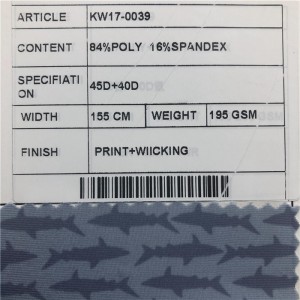 ARTICLE KW17-0039
CONTENT 84%POLY 16%SPANDEX
SPECIFIATI
ON 45D+40D
WIDTH 155 CM WEIGHT 195 GSM
FINISH PRINT+WIICKING